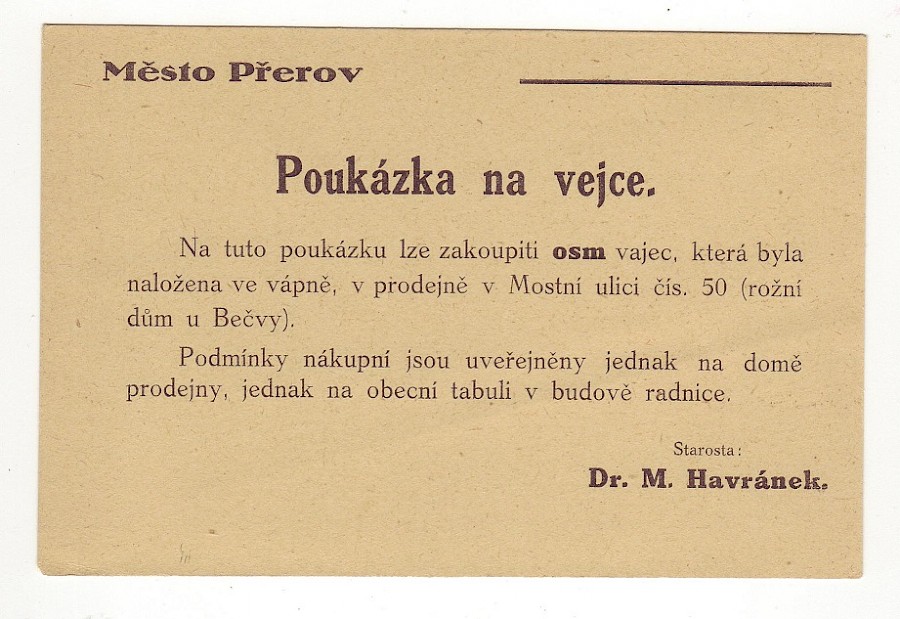 Město Přerov
Poukázka na vejce.
Na tuto poukázku lze zakoupiti osm vajec, která byla
naložena ve vápně, v prodejně v Mostní ulici čís. 50 (rožní
dům u Bečvy).
Podmínky nákupní jsou uveřejněny jednak na domě
prodejny, jednak na obecní tabuli v budově radnice.
Starosta:
Dr. M. Havránek.